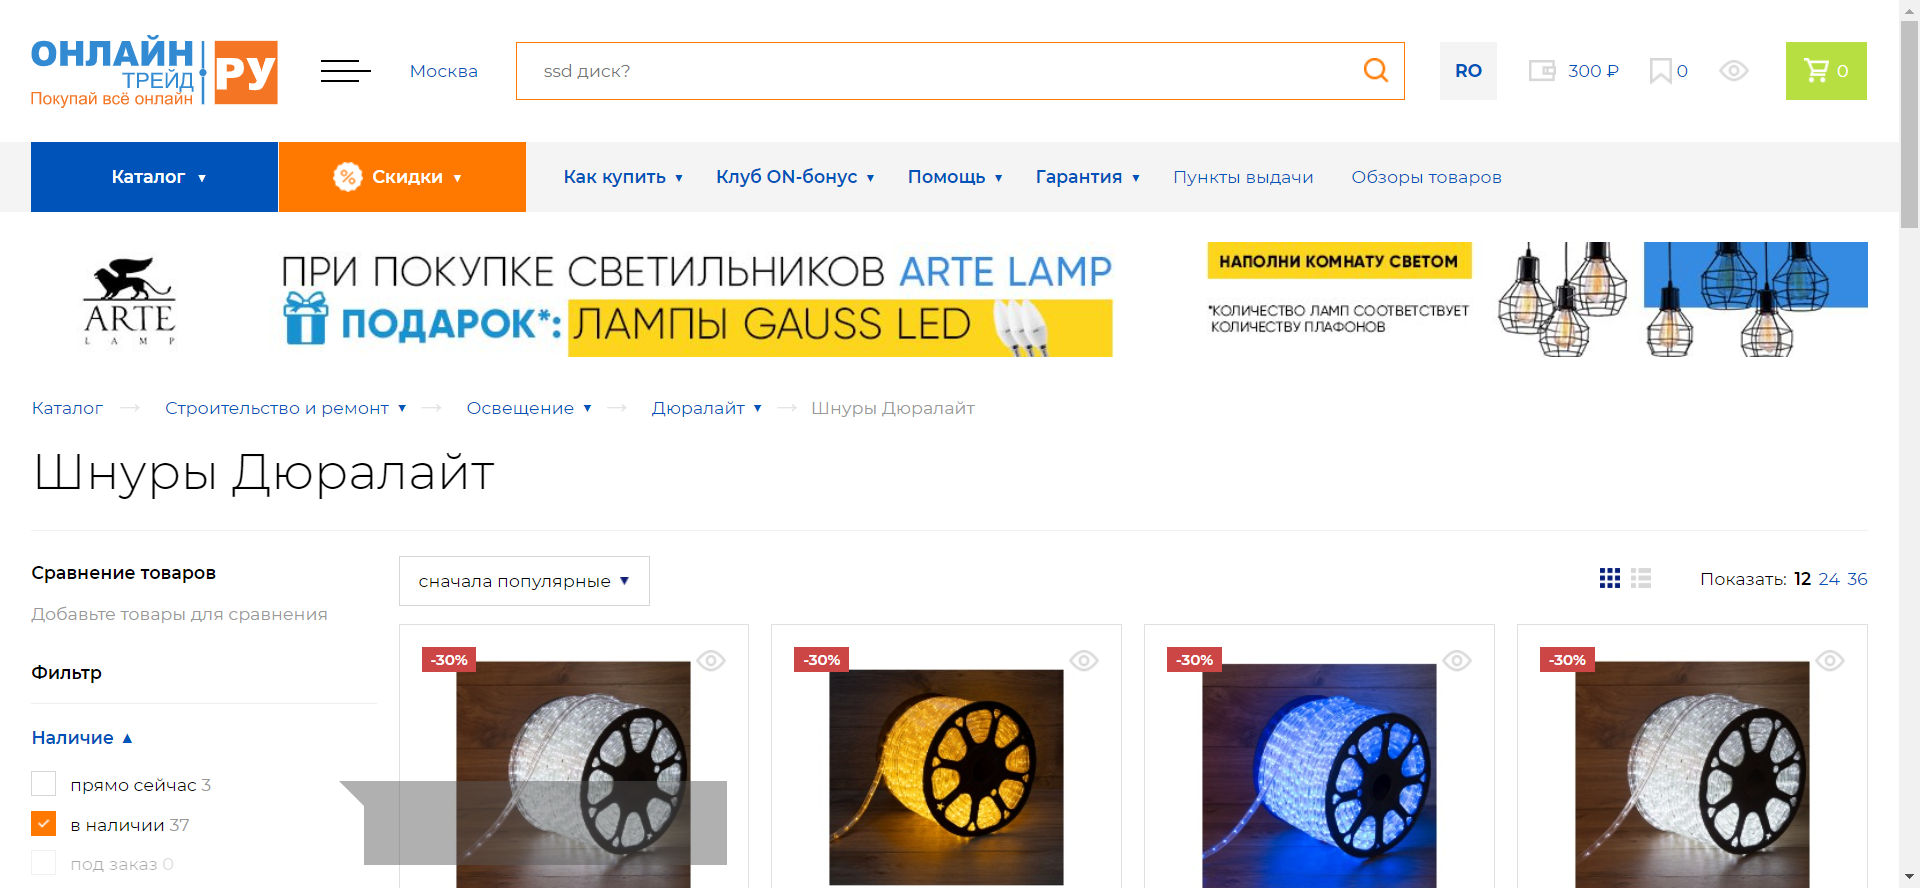 ОНЛАЙН
ТРЕЙД
РУ
Покупай всё онлайн
Москва
ssd диск?
RO
300 ₽
0
0
Каталог ▼
% Скидки ▼
Как купить ▼
Клуб ON-бонус ▼
Помощь ▼
Гарантия ▼
Пункты выдачи
Обзоры товаров
ARTE
LAMP
ПРИ ПОКУПКЕ СВЕТИЛЬНИКОВ ARTE LAMP
ПОДАРОК*: ЛАМПЫ GAUSS LED
НАПОЛНИ КОМНАТУ СВЕТОМ
*КОЛИЧЕСТВО ЛАМП СООТВЕТСТВУЕТ
КОЛИЧЕСТВУ ПЛАФОНОВ
Каталог → Строительство и ремонт ▼ → Освещение ▼ → Дюралайт ▼ → Шнуры Дюралайт
Шнуры Дюралайт
Сравнение товаров
Добавьте товары для сравнения
Фильтр
Наличие ▲
прямо сейчас 3
в наличии 37
под заказ 0
сначала популярные ▼
Показать: 12 24 36
-30%
-30%
-30%
-30%